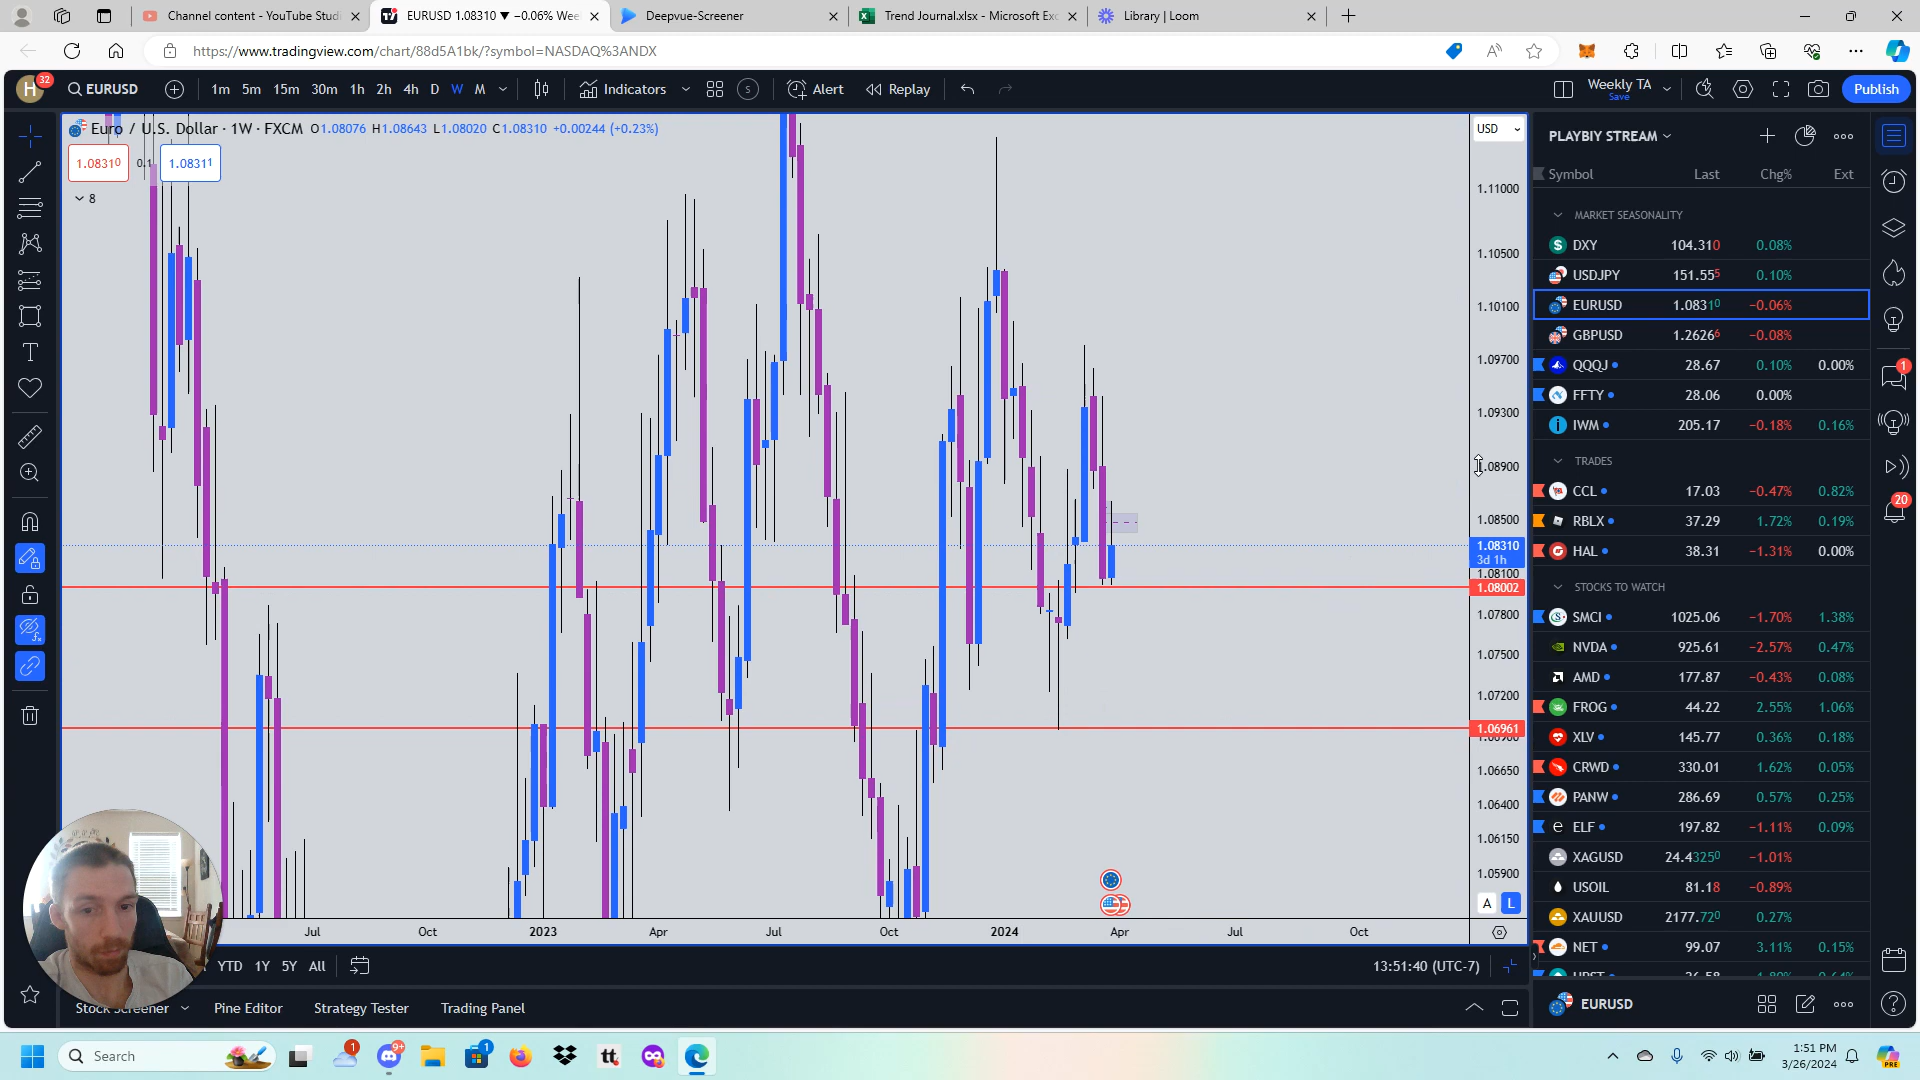 Channel content - YouTube Studi
EURUSD 1.08310 ▼ −0.06% Wee
Deepvue-Screener
Trend Journal.xlsx - Microsoft Exc
Library | Loom
https://www.tradingview.com/chart/88d5A1bk/?symbol=NASDAQ%3ANDX
H 32 EURUSD 1m 5m 15m 30m 1h 2h 4h D W M Indicators S Alert Replay Weekly TA Save Publish
Euro / U.S. Dollar · 1W · FXCM O1.08076 H1.08643 L1.08020 C1.08310 +0.00244 (+0.23%)
1.08310 0.1 1.08311
8
USD
1.11000
1.10500
1.10100
1.09700
1.09300
1.08900
1.08500
1.08310
3d 1h
1.08100
1.08002
1.07800
1.07500
1.07200
1.06961
1.06650
1.06400
1.06150
1.05900
A L
Jul Oct 2023 Apr Jul Oct 2024 Apr Jul Oct
YTD 1Y 5Y All 13:51:40 (UTC-7)
Stock Screener Pine Editor Strategy Tester Trading Panel
PLAYBIY STREAM
Symbol Last Chg% Ext
MARKET SEASONALITY
DXY 104.310 0.08%
USDJPY 151.555 0.10%
EURUSD 1.08310 −0.06%
GBPUSD 1.26266 −0.08%
QQQJ 28.67 0.10% 0.00%
FFTY 28.06 0.00%
IWM 205.17 −0.18% 0.16%
TRADES
CCL 17.03 −0.47% 0.82%
RBLX 37.29 1.72% 0.19%
HAL 38.31 −1.31% 0.00%
STOCKS TO WATCH
SMCI 1025.06 −1.70% 1.38%
NVDA 925.61 −2.57% 0.47%
AMD 177.87 −0.43% 0.08%
FROG 44.22 2.55% 1.06%
XLV 145.77 0.36% 0.18%
CRWD 330.01 1.62% 0.05%
PANW 286.69 0.57% 0.25%
ELF 197.82 −1.11% 0.09%
XAGUSD 24.43250 −1.01%
USOIL 81.18 −0.89%
XAUUSD 2177.720 0.27%
NET 99.07 3.11% 0.15%
EURUSD
1
20
Search
1
9+
1
tt
1:51 PM
3/26/2024
PRE